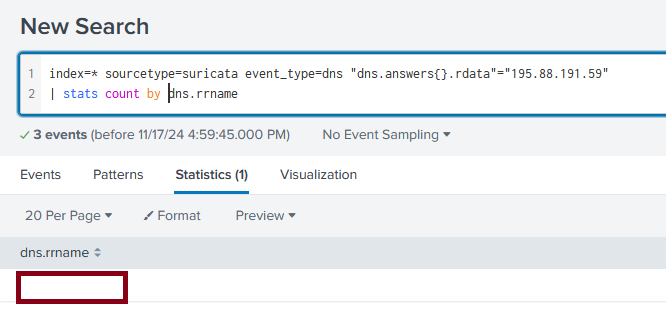 New Search
1 index=* sourcetype=suricata event_type=dns "dns.answers{}.rdata"="195.88.191.59"
2 | stats count by dns.rrname
✓ 3 events (before 11/17/24 4:59:45.000 PM) No Event Sampling ▾
Events Patterns Statistics (1) Visualization
20 Per Page ▾ Format Preview ▾
dns.rrname